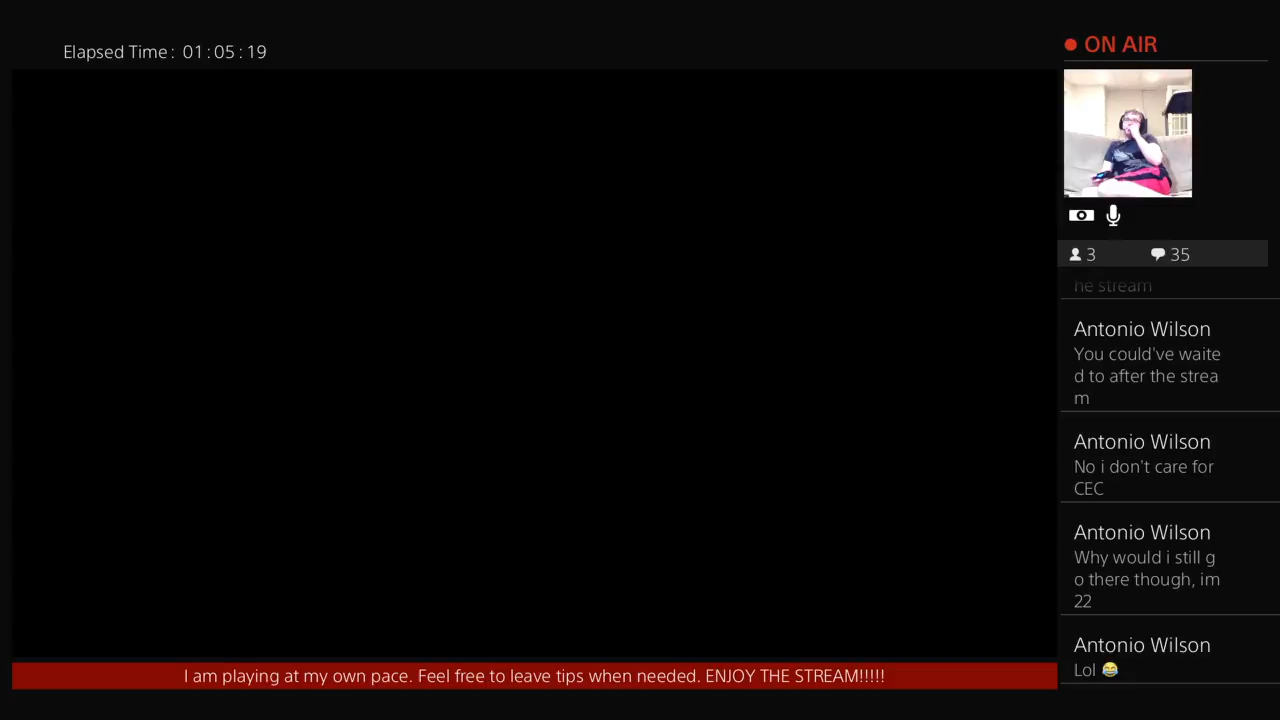 Elapsed Time: 01:05:19
ON AIR
3
35
he stream
Antonio Wilson
You could've waite
d to after the strea
m
Antonio Wilson
No i don't care for
CEC
Antonio Wilson
Why would i still g
o there though, im
22
Antonio Wilson
Lol 😂
I am playing at my own pace. Feel free to leave tips when needed. ENJOY THE STREAM!!!!!